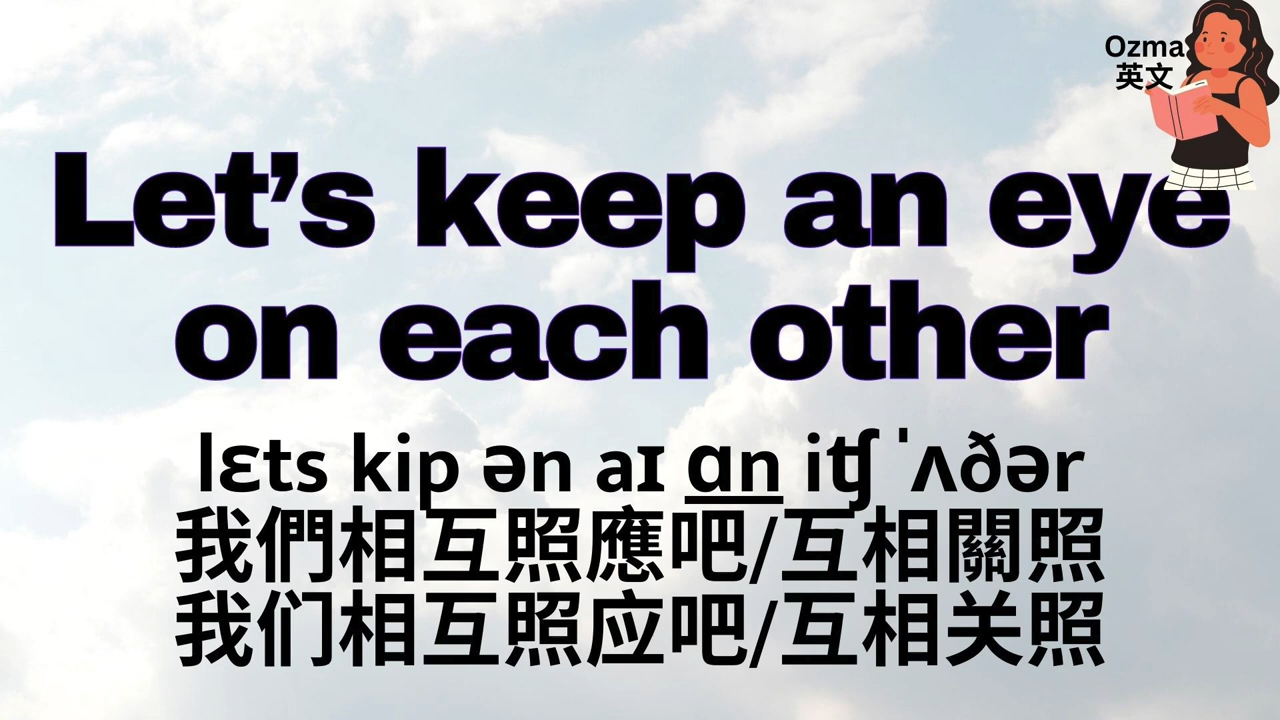 Ozma
英文
Let’s keep an eye
on each other
lɛts kip ən aɪ ɑn iʧ ˈʌðər
我們相互照應吧/互相關照
我们相互照应吧/互相关照